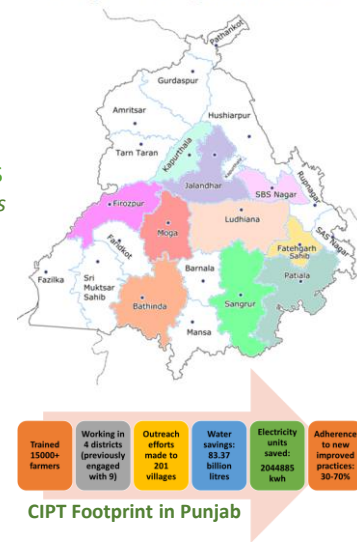 Pathankot
Gurdaspur
Amritsar
Hushiarpur
Tarn Taran
Kapurthala
Kapurthala
Jalandhar
SBS Nagar
Rupnagar
Firozpur
Moga
Ludhiana
SAS Nagar
Faridkot
Fatehgarh
Sahib
Fazilka
Sri
Muktsar
Sahib
Barnala
Patiala
Bathinda
Sangrur
Mansa
S
s
Trained
15000+
farmers
Working in
4 districts
(previously
engaged
with 9)
Outreach
efforts
made to
201
villages
Water
savings:
83.37
billion
litres
Electricity
units
saved:
2044885
kwh
Adherence
to new
improved
practices:
30-70%
CIPT Footprint in Punjab